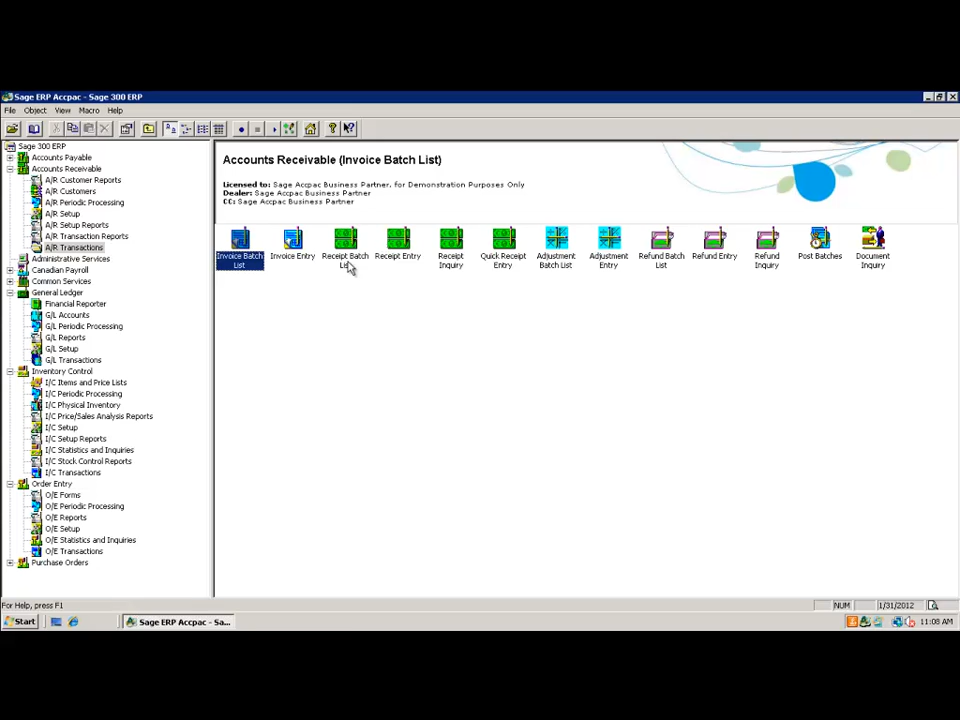 Sage ERP Accpac - Sage 300 ERP
File Object View Macro Help
Sage 300 ERP
Accounts Payable
Accounts Receivable
A/R Customer Reports
A/R Customers
A/R Periodic Processing
A/R Setup
A/R Setup Reports
A/R Transaction Reports
A/R Transactions
Administrative Services
Canadian Payroll
Common Services
General Ledger
Financial Reporter
G/L Accounts
G/L Periodic Processing
G/L Reports
G/L Setup
G/L Transactions
Inventory Control
I/C Items and Price Lists
I/C Periodic Processing
I/C Physical Inventory
I/C Price/Sales Analysis Reports
I/C Setup
I/C Setup Reports
I/C Statistics and Inquiries
I/C Stock Control Reports
I/C Transactions
Order Entry
O/E Forms
O/E Periodic Processing
O/E Reports
O/E Setup
O/E Statistics and Inquiries
O/E Transactions
Purchase Orders
Accounts Receivable (Invoice Batch List)
Licensed to: Sage Accpac Business Partner, for Demonstration Purposes Only
Dealer: Sage Accpac Business Partner
CC: Sage Accpac Business Partner
Invoice Batch List
Invoice Entry
Receipt Batch List
Receipt Entry
Receipt Inquiry
Quick Receipt Entry
Adjustment Batch List
Adjustment Entry
Refund Batch List
Refund Entry
Refund Inquiry
Post Batches
Document Inquiry
For Help, press F1
NUM
1/31/2012
Start
Sage ERP Accpac - Sa...
11:08 AM